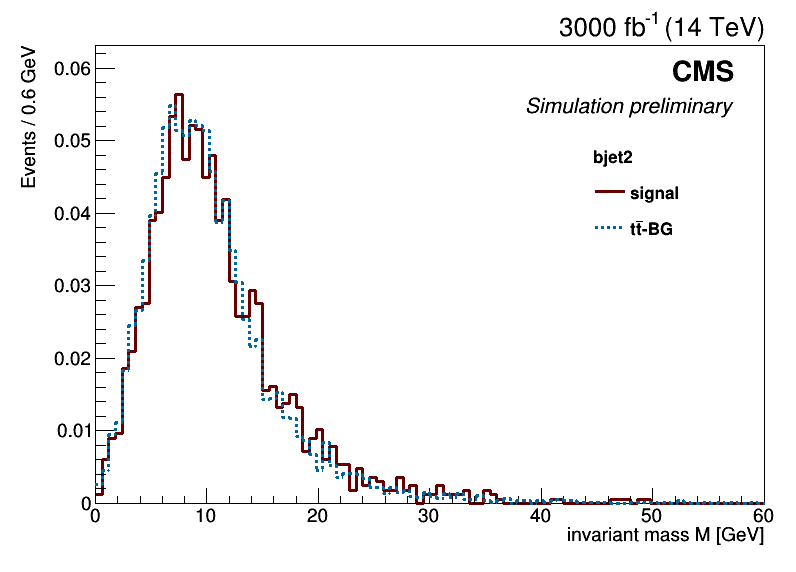 3000 fb⁻¹ (14 TeV)
Events / 0.6 GeV
CMS
Simulation preliminary
bjet2
signal
tt̄-BG
0.06
0.05
0.04
0.03
0.02
0.01
0
0 10 20 30 40 50 60
invariant mass M [GeV]